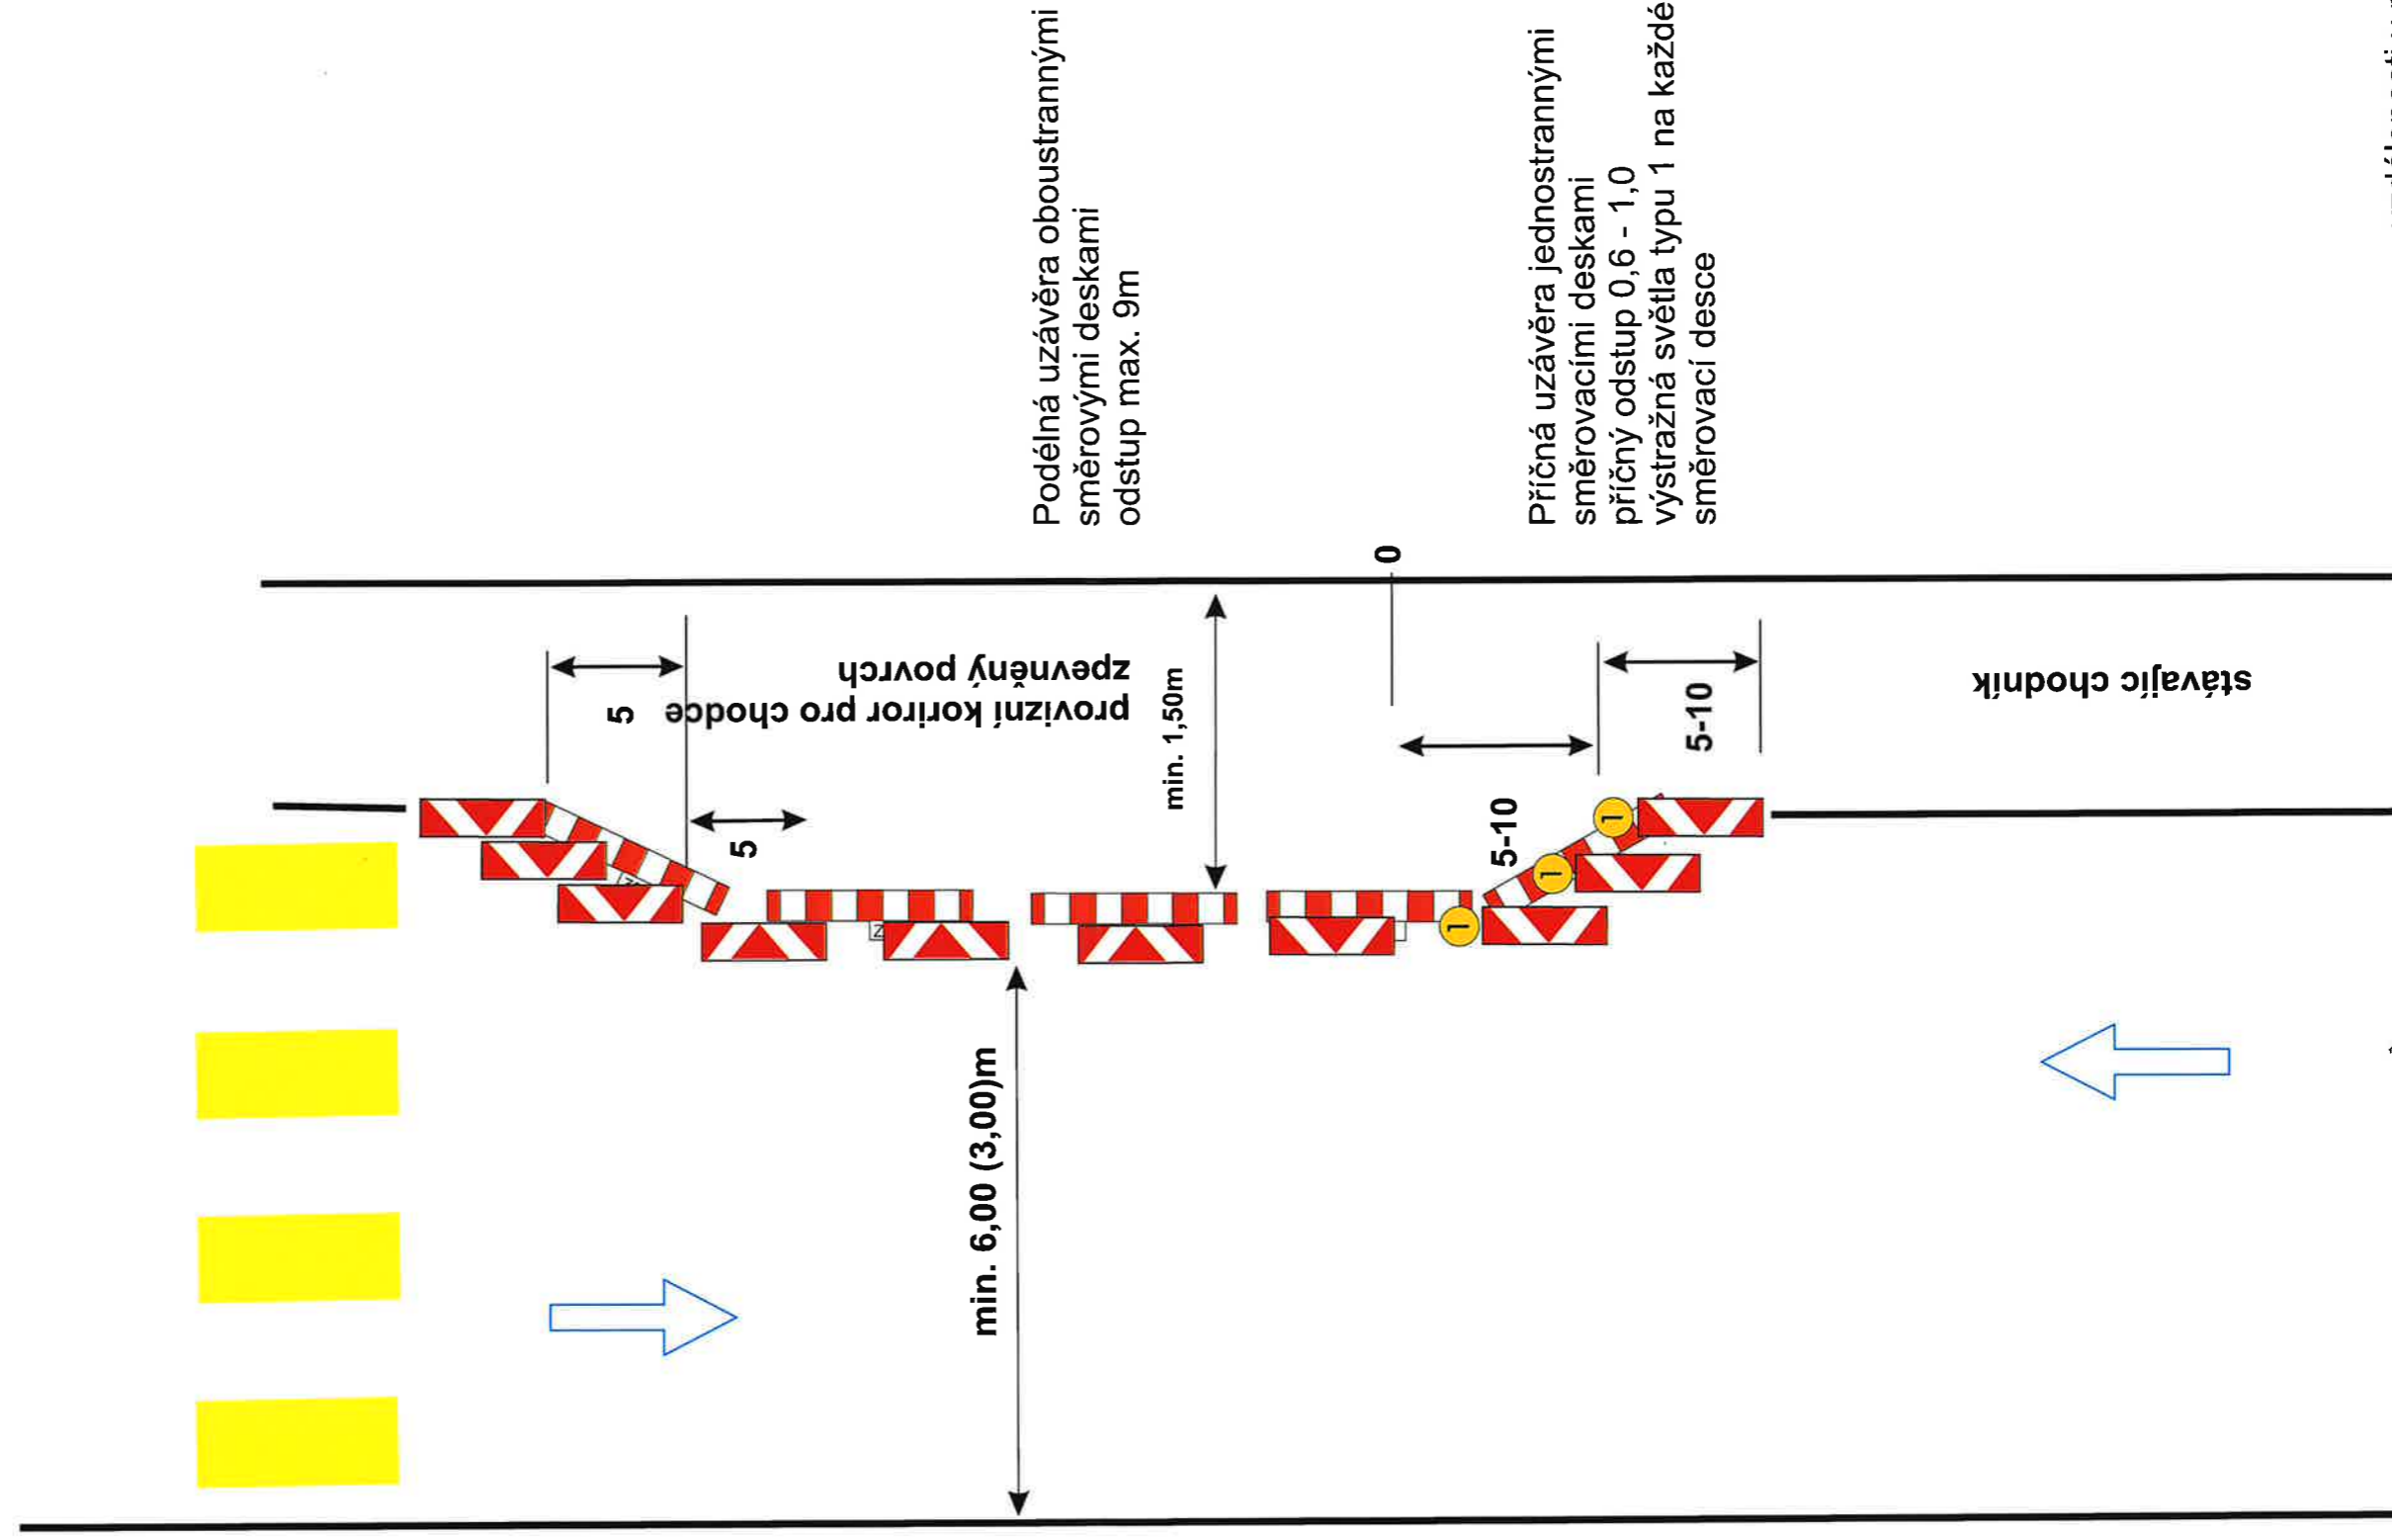 Podélná uzávěra oboustrannými
směrovými deskami
odstup max. 9m
Příčná uzávěra jednostrannými
směrovacími deskami
příčný odstup 0,6 - 1,0
výstražná světla typu 1 na každé
směrovací desce
0
5
5
provizní koriror pro chodce
zpevněný povrch
min. 1,50m
5-10
5-10
stávajíc chodník
1
1
1
min. 6,00 (3,00)m